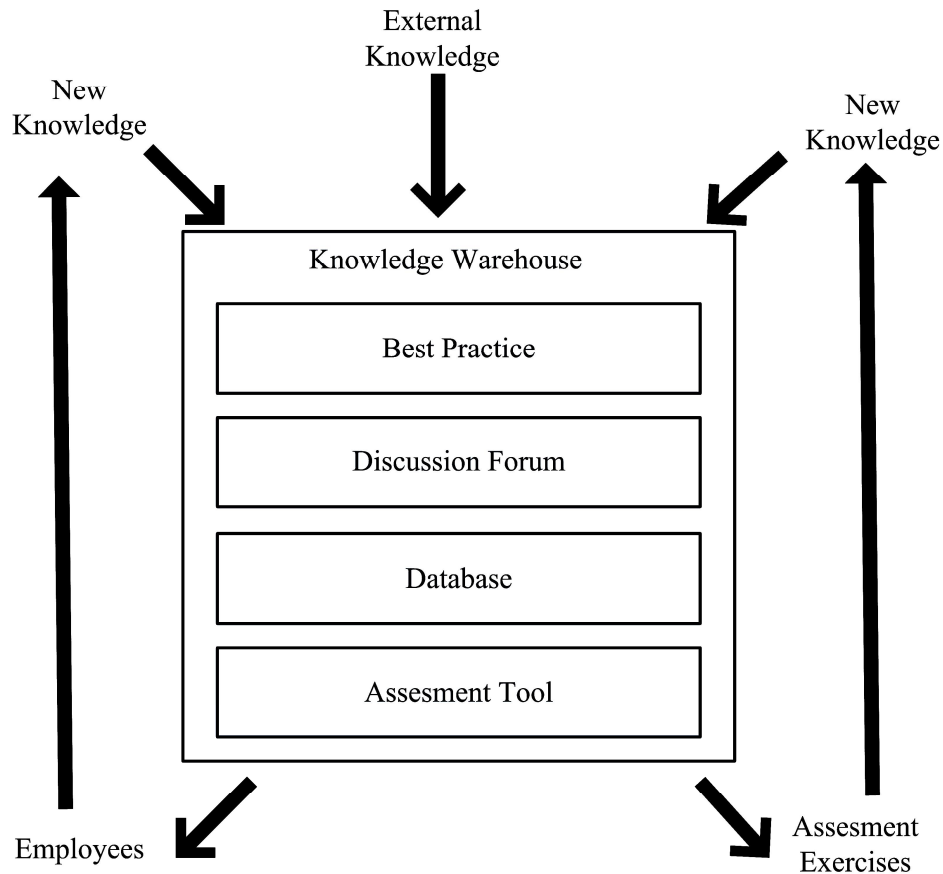 External
Knowledge
New
Knowledge
New
Knowledge
Knowledge Warehouse
Best Practice
Discussion Forum
Database
Assesment Tool
Employees
Assesment
Exercises